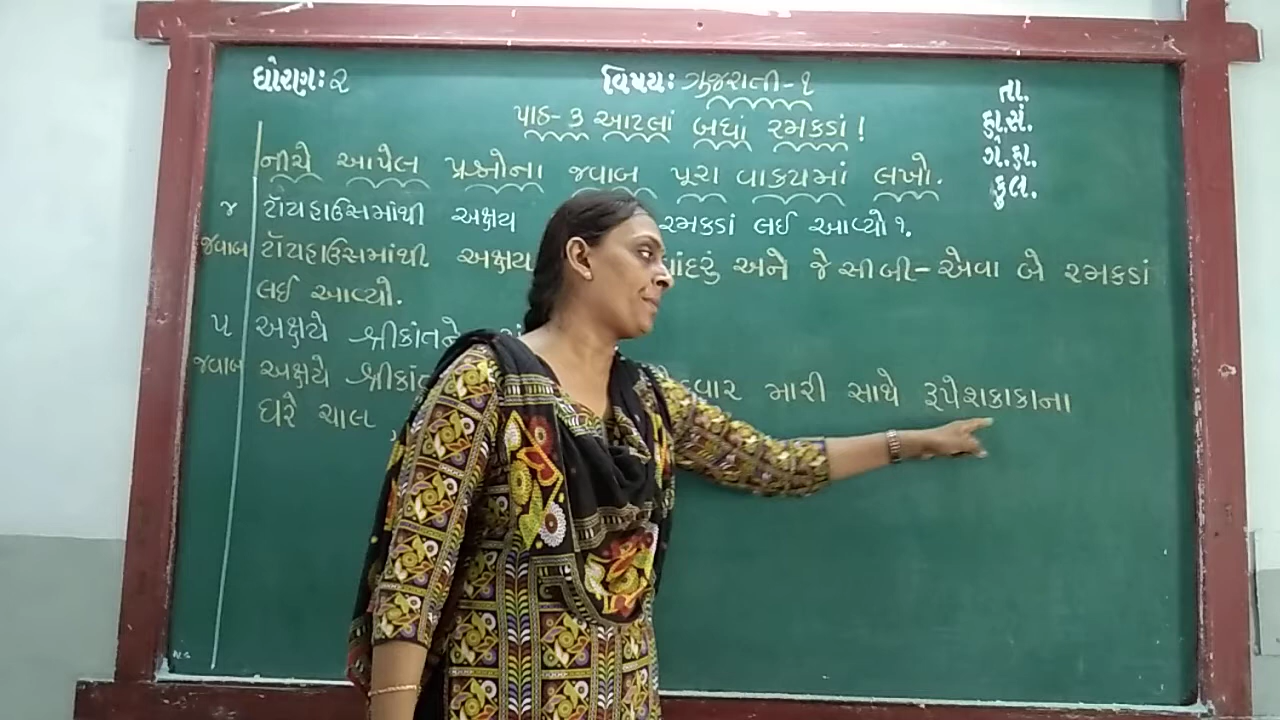 ધોરણઃ ૨
વિષયઃ ગુજરાતી-૧
તા.
હા.સં.
ગે.હા.
કુલ.
પાઠ-૩ આટલાં બધાં રમકડાં!
નીચે આપેલ પ્રશ્નોના જવાબ પૂરા વાક્યમાં લખો.
૪ ટૉયહાઉસમાંથી અક્ષય રમકડાં લઈ આવ્યો?.
જવાબ ટૉયહાઉસમાંથી અક્ષય વાંદરું અને જેસીબી-એવા બે રમકડાં
લઈ આવ્યો.
૫ અક્ષયે શ્રીકાંતને
જવાબ અક્ષયે મારી સાથે રૂપેશકાકાના
ઘરે ચાલ